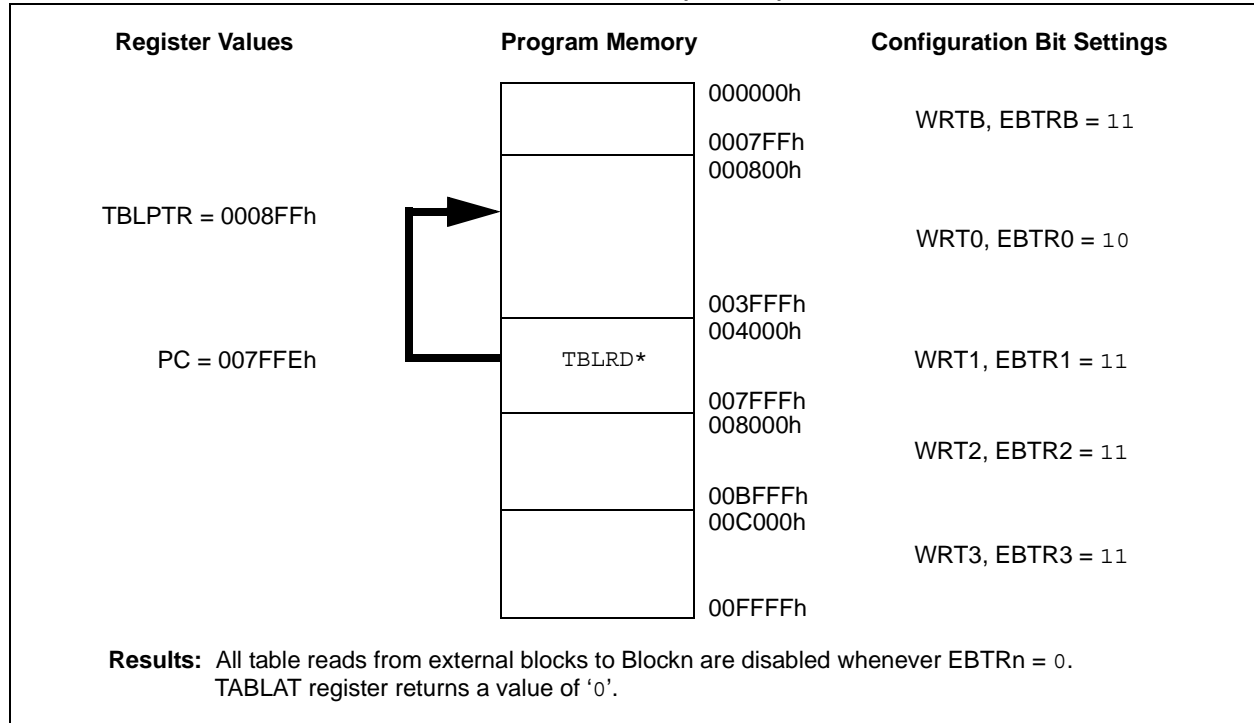 Register Values Program Memory Configuration Bit Settings
000000h
WRTB, EBTRB = 11
0007FFh
000800h
TBLPTR = 0008FFh
WRT0, EBTR0 = 10
003FFFh
004000h
PC = 007FFEh TBLRD* WRT1, EBTR1 = 11
007FFFh
008000h
WRT2, EBTR2 = 11
00BFFFh
00C000h
WRT3, EBTR3 = 11
00FFFFh
Results: All table reads from external blocks to Blockn are disabled whenever EBTRn = 0.
TABLAT register returns a value of ‘0’.